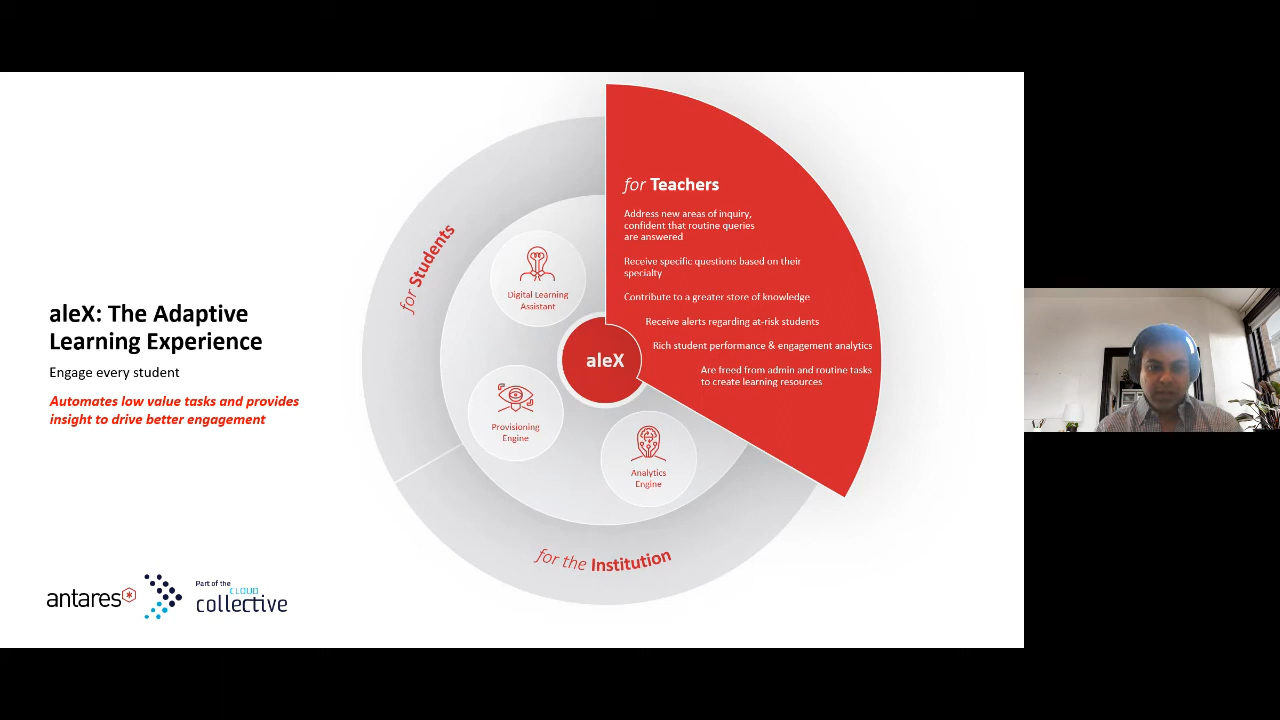 aleX: The Adaptive
Learning Experience
Engage every student
Automates low value tasks and provides
insight to drive better engagement
antares
Part of the
CLOUD
collective
for Students
Digital Learning
Assistant
Provisioning
Engine
Analytics
Engine
aleX
for the Institution
for Teachers
Address new areas of inquiry,
confident that routine queries
are answered
Receive specific questions based on their
specialty
Contribute to a greater store of knowledge
Receive alerts regarding at-risk students
Rich student performance & engagement analytics
Are freed from admin and routine tasks
to create learning resources